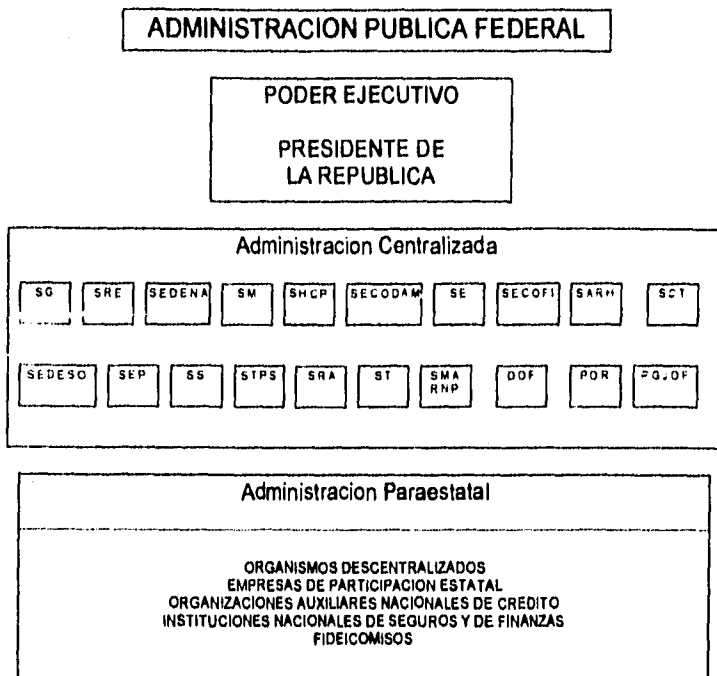 ADMINISTRACION PUBLICA FEDERAL
PODER EJECUTIVO
PRESIDENTE DE
LA REPUBLICA
Administracion Centralizada
SG SRE SEDENA SM SHCP SECODAM SE SECOFI SARH SCT
SEDESO SEP SS STPS SRA ST SMA DDF PGR PGJDF
RNP
Administracion Paraestatal
ORGANISMOS DESCENTRALIZADOS
EMPRESAS DE PARTICIPACION ESTATAL
ORGANIZACIONES AUXILIARES NACIONALES DE CREDITO
INSTITUCIONES NACIONALES DE SEGUROS Y DE FINANZAS
FIDEICOMISOS